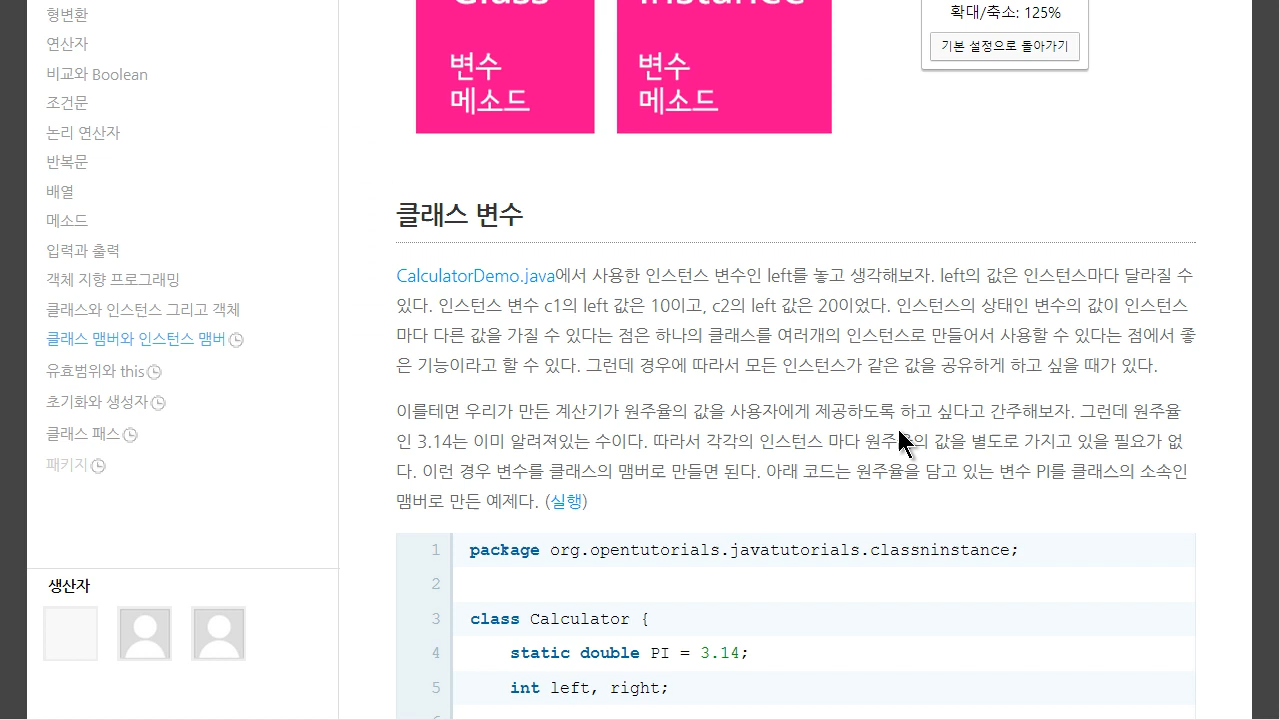 형변환
연산자
비교와 Boolean
조건문
논리 연산자
반복문
배열
메소드
입력과 출력
객체 지향 프로그래밍
클래스와 인스턴스 그리고 객체
클래스 맴버와 인스턴스 맴버
유효범위와 this
초기화와 생성자
클래스 패스
패키지
생산자
변수
메소드
변수
메소드
확대/축소: 125%
기본 설정으로 돌아가기
클래스 변수
CalculatorDemo.java에서 사용한 인스턴스 변수인 left를 놓고 생각해보자. left의 값은 인스턴스마다 달라질 수
있다. 인스턴스 변수 c1의 left 값은 10이고, c2의 left 값은 20이었다. 인스턴스의 상태인 변수의 값이 인스턴스
마다 다른 값을 가질 수 있다는 점은 하나의 클래스를 여러개의 인스턴스로 만들어서 사용할 수 있다는 점에서 좋
은 기능이라고 할 수 있다. 그런데 경우에 따라서 모든 인스턴스가 같은 값을 공유하게 하고 싶을 때가 있다.
이를테면 우리가 만든 계산기가 원주율의 값을 사용자에게 제공하도록 하고 싶다고 간주해보자. 그런데 원주율
인 3.14는 이미 알려져있는 수이다. 따라서 각각의 인스턴스 마다 원주율의 값을 별도로 가지고 있을 필요가 없
다. 이런 경우 변수를 클래스의 맴버로 만들면 된다. 아래 코드는 원주율을 담고 있는 변수 PI를 클래스의 소속인
맴버로 만든 예제다. (실행)
1 package org.opentutorials.javatutorials.classninstance;
2
3 class Calculator {
4 static double PI = 3.14;
5 int left, right;